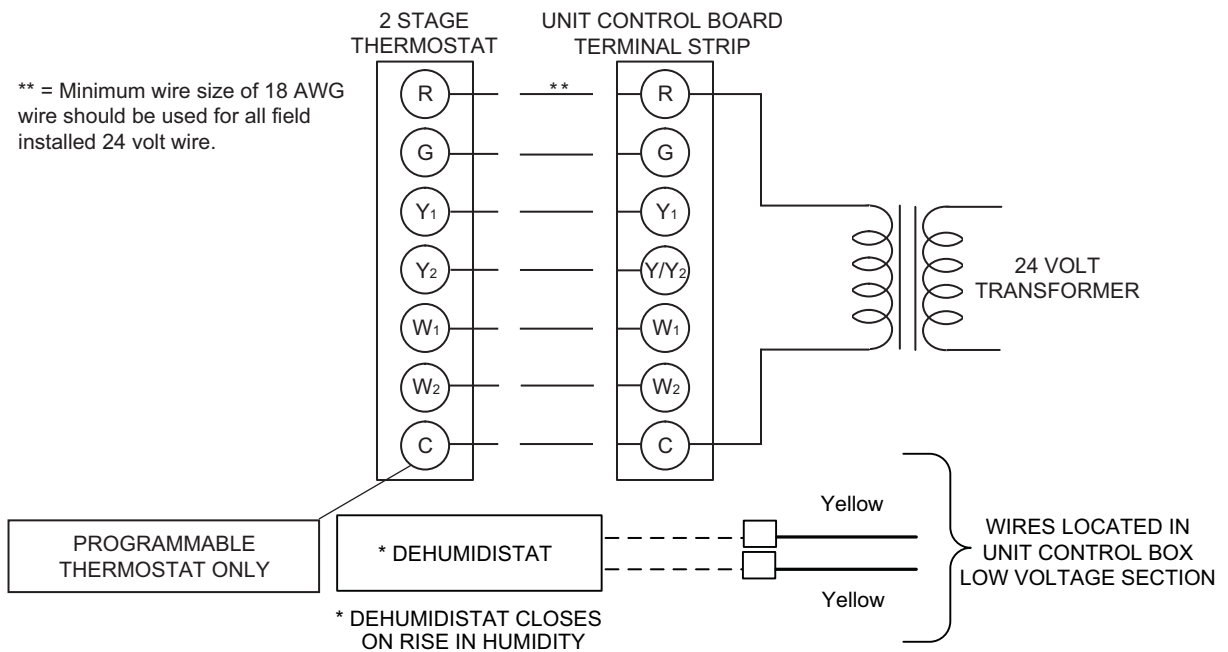 2 STAGE
THERMOSTAT
UNIT CONTROL BOARD
TERMINAL STRIP
** = Minimum wire size of 18 AWG
wire should be used for all field
installed 24 volt wire.
R ** R
G G
Y1 Y1
Y2 Y/Y2
W1 W1
W2 W2
C C
24 VOLT
TRANSFORMER
PROGRAMMABLE
THERMOSTAT ONLY
* DEHUMIDISTAT
* DEHUMIDISTAT CLOSES
ON RISE IN HUMIDITY
Yellow
Yellow
WIRES LOCATED IN
UNIT CONTROL BOX
LOW VOLTAGE SECTION